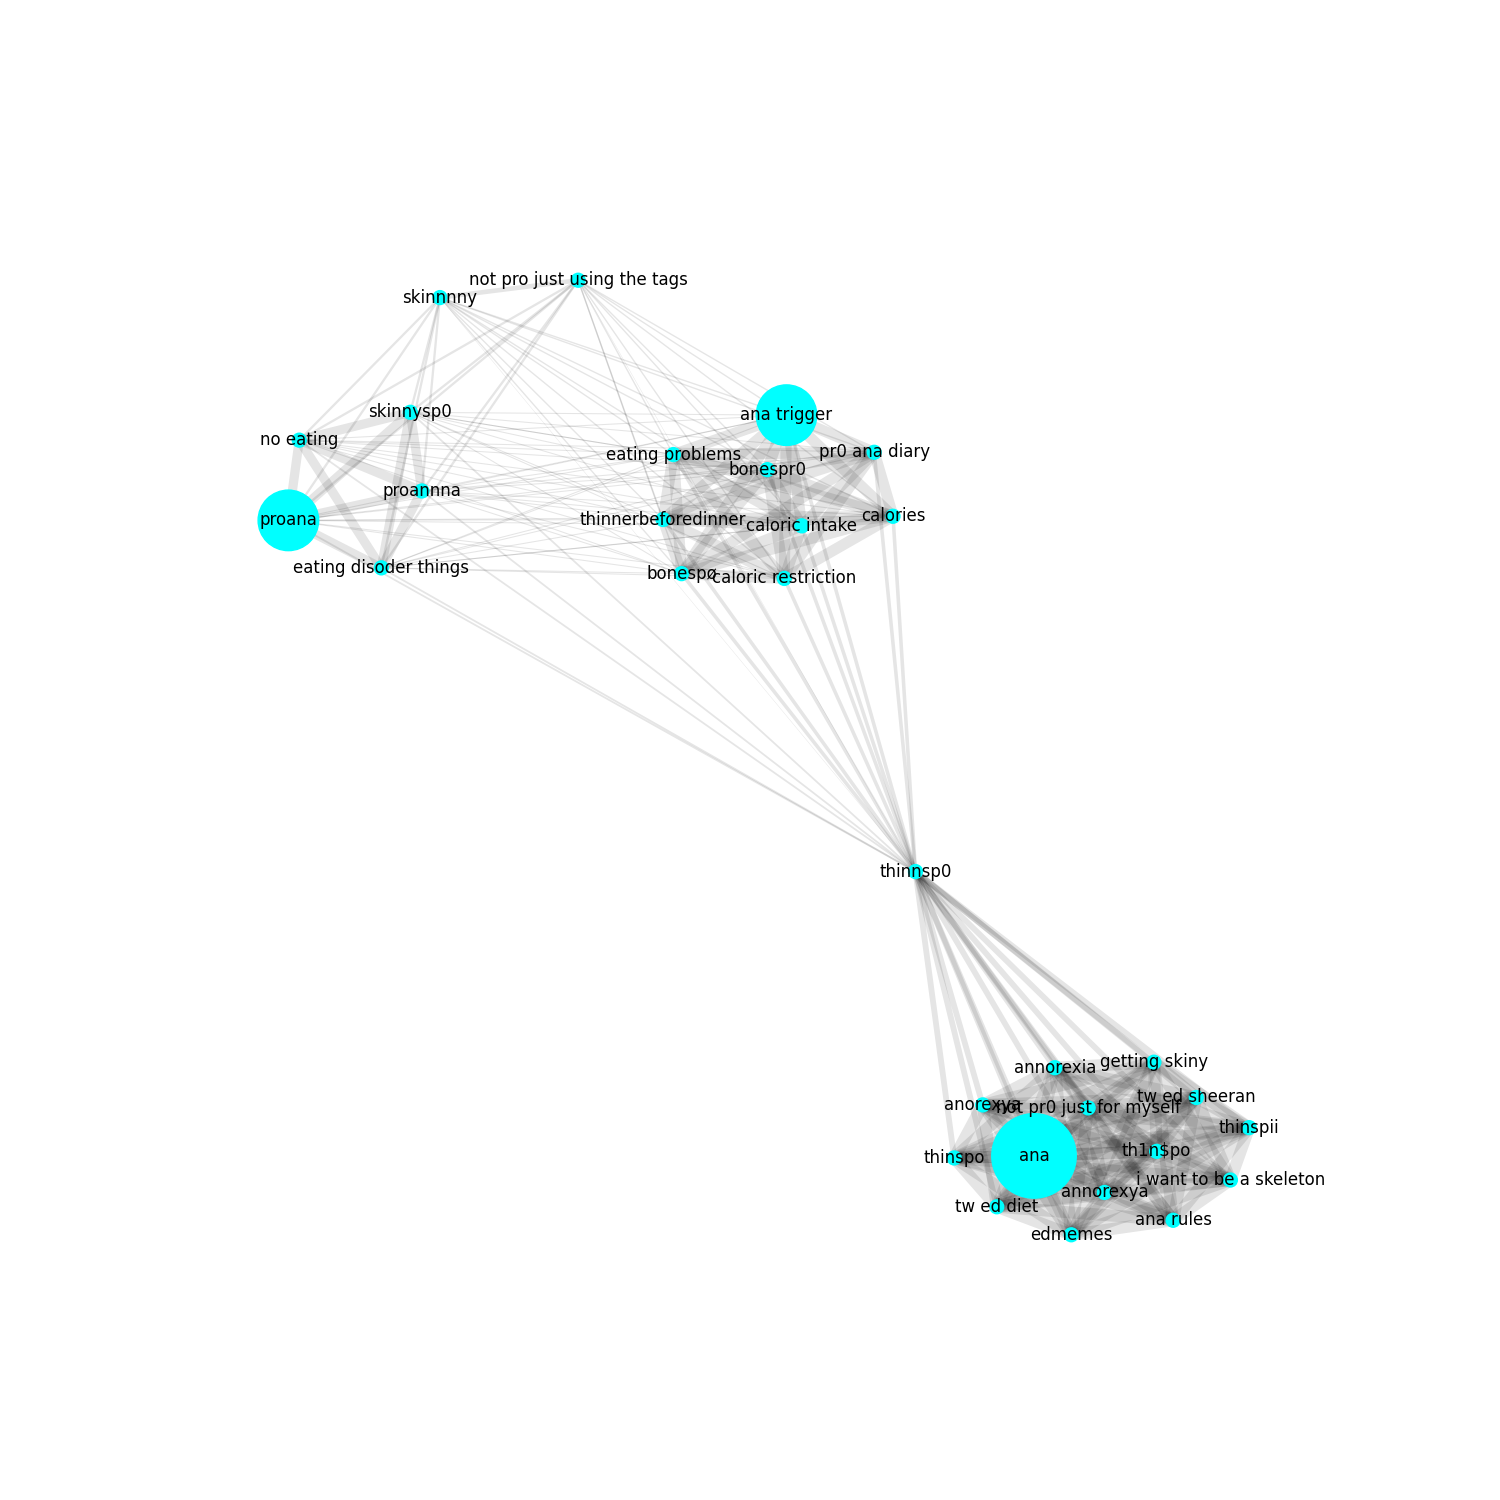 not pro just using the tags
skinnnny
skinnysp0
ana trigger
no eating
eating problems
pr0 ana diary
bonespr0
proannna
proana
thinnerbeforedinner
caloric intake
calories
eating disoder things
bonespø
caloric restriction
thinnsp0
annorexia
getting skiny
anorexya
not pr0 just for myself
tw ed sheeran
thinspii
thinspo
ana
th1n$po
i want to be a skeleton
annorexya
tw ed diet
ana rules
edmemes